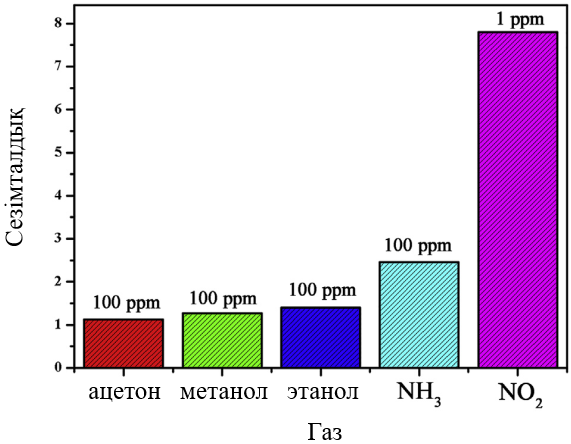 Сезімталдық
8
7
6
5
4
3
2
1
0
100 ppm
100 ppm
100 ppm
100 ppm
1 ppm
ацетон метанол этанол NH₃ NO₂
Газ